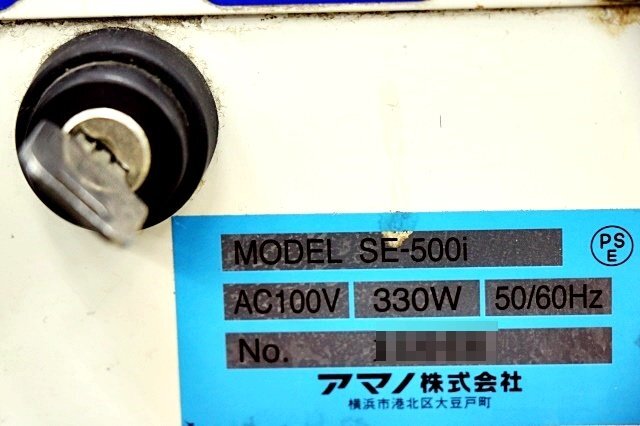 MODEL SE-500i
PSE
AC100V 330W 50/60Hz
No.
アマノ株式会社
横浜市港北区大豆戸町